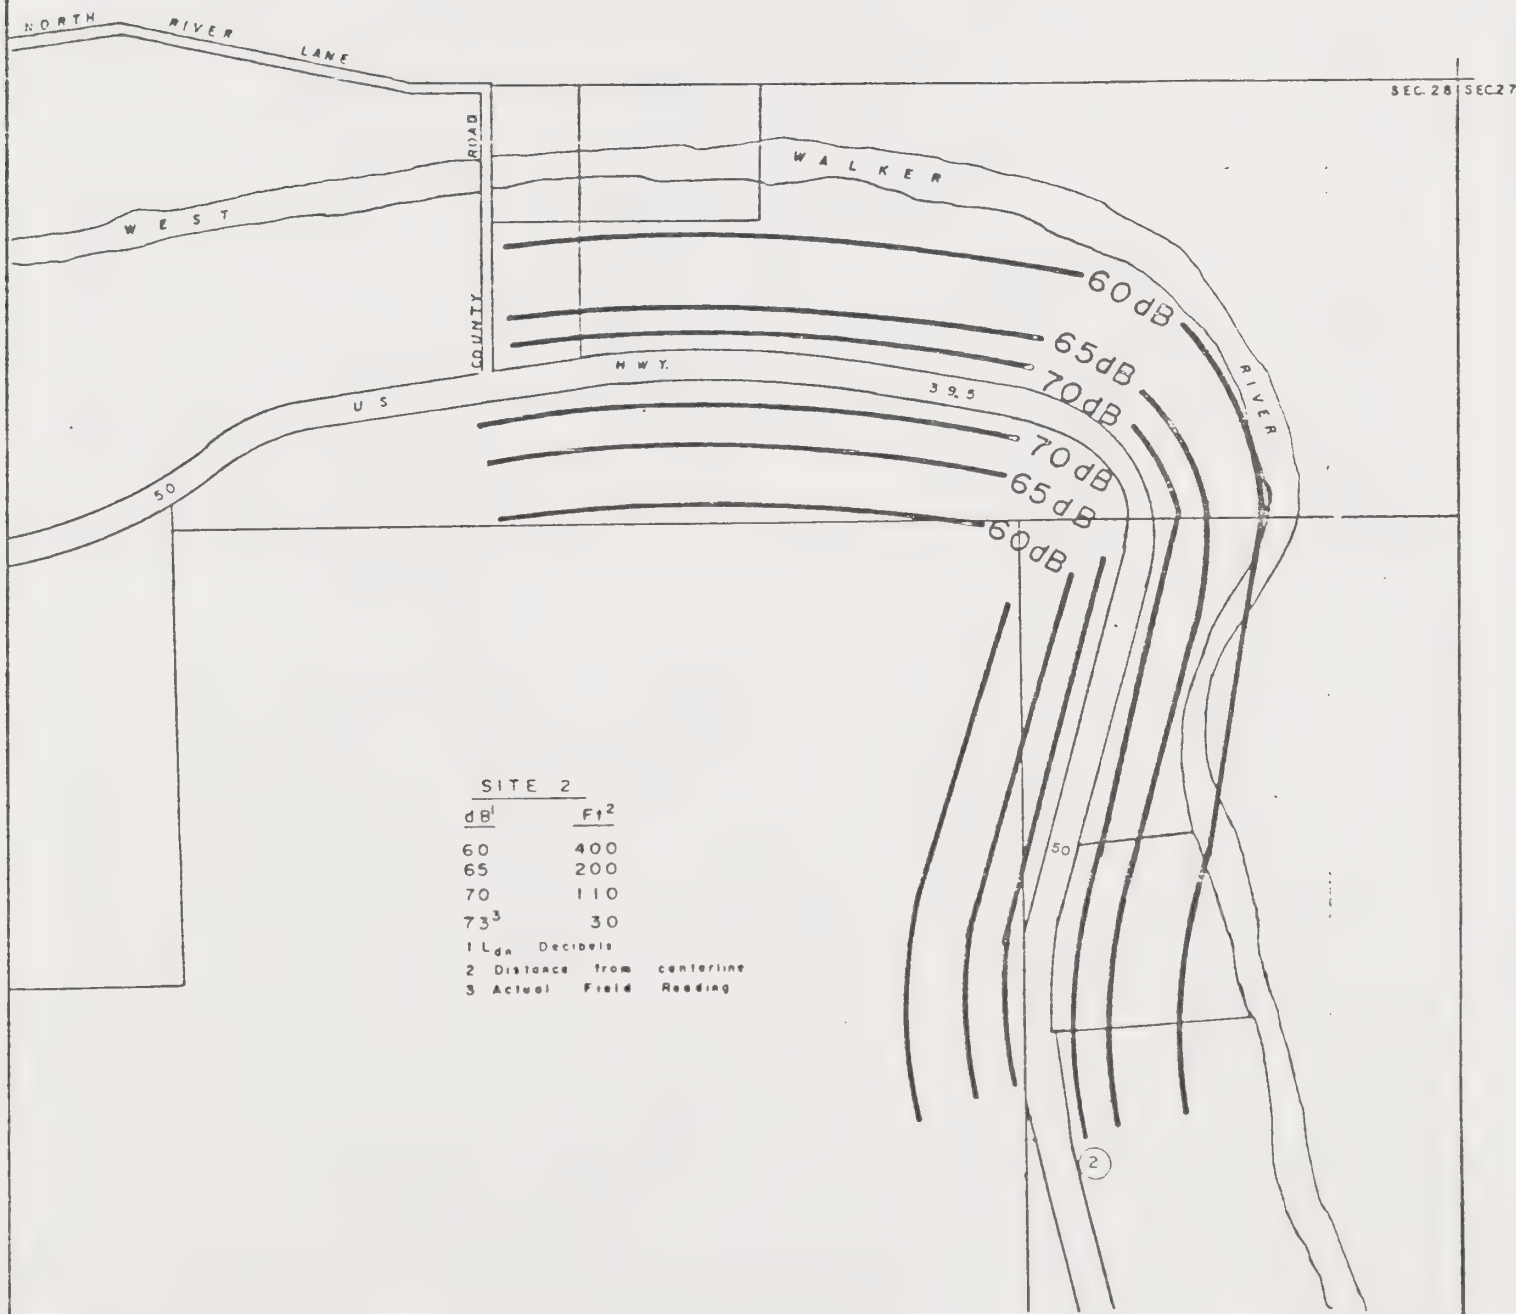 NORTH RIVER LANE
SEC. 28 SEC 27
COUNTY ROAD
WEST WALKER RIVER
60dB
65dB
70dB
US HWY. 395
70dB
65dB
60dB
50
SITE 2
dB¹ Ft²
60 400
65 200
70 110
73³ 30
1 Ldn Decibels
2 Distance from centerline
3 Actual Field Reading
50
2